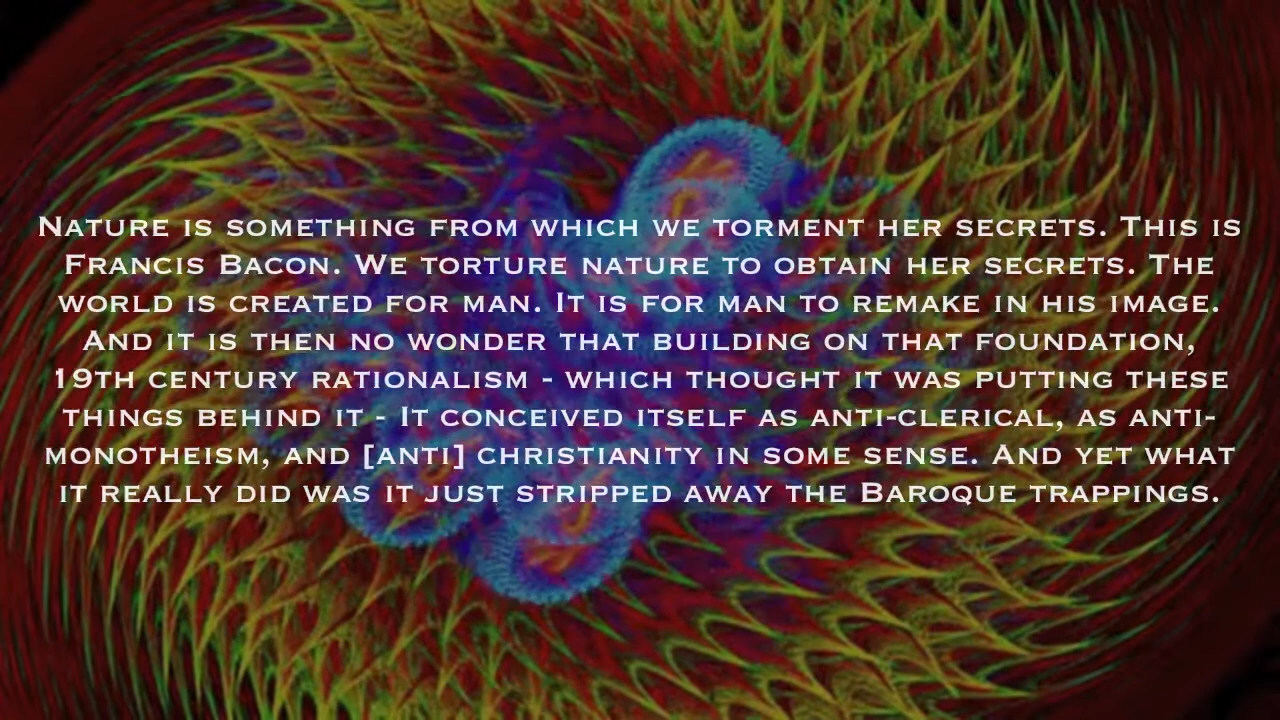 Nature is something from which we torment her secrets. This is
Francis Bacon. We torture nature to obtain her secrets. The
world is created for man. It is for man to remake in his image.
And it is then no wonder that building on that foundation,
19th century rationalism - which thought it was putting these
things behind it - It conceived itself as anti-clerical, as anti-
monotheism, and [anti] christianity in some sense. And yet what
it really did was it just stripped away the Baroque trappings.